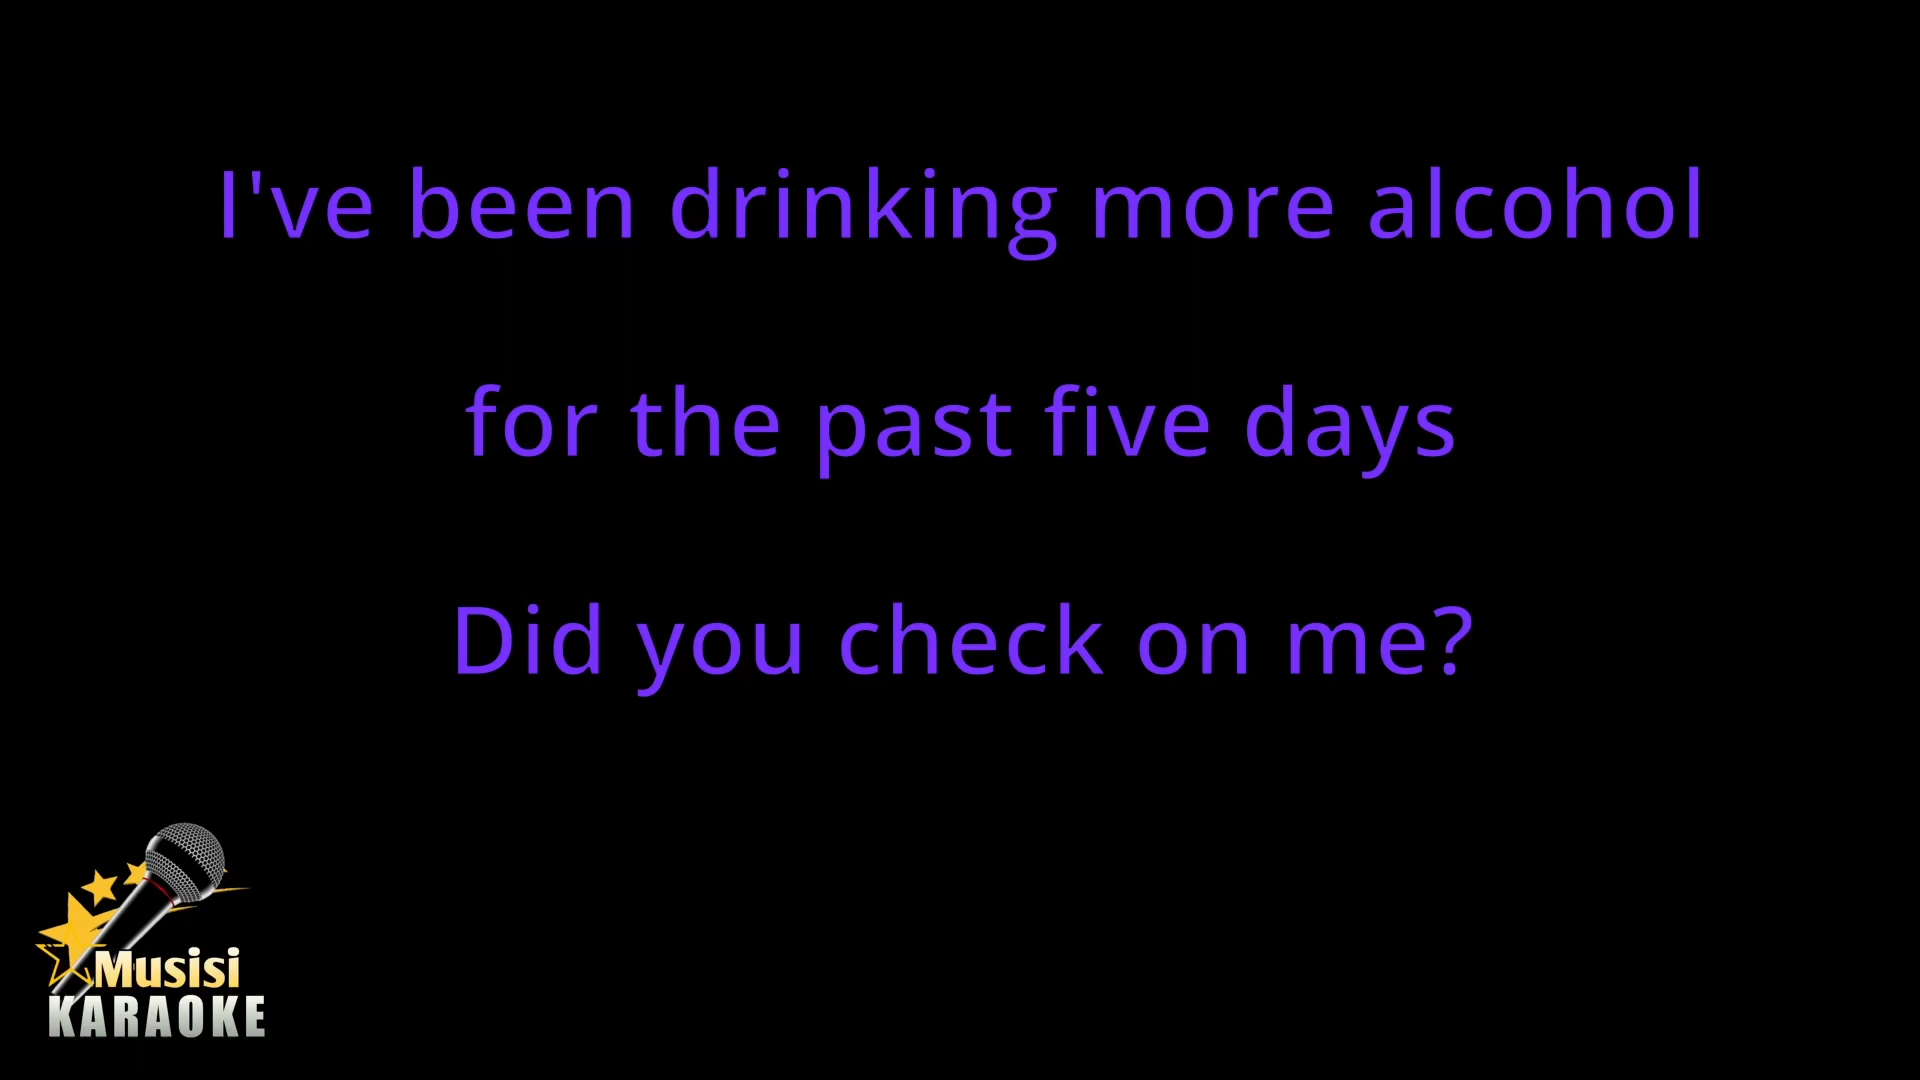 I've been drinking more alcohol
for the past five days
Did you check on me?
Musisi
KARAOKE